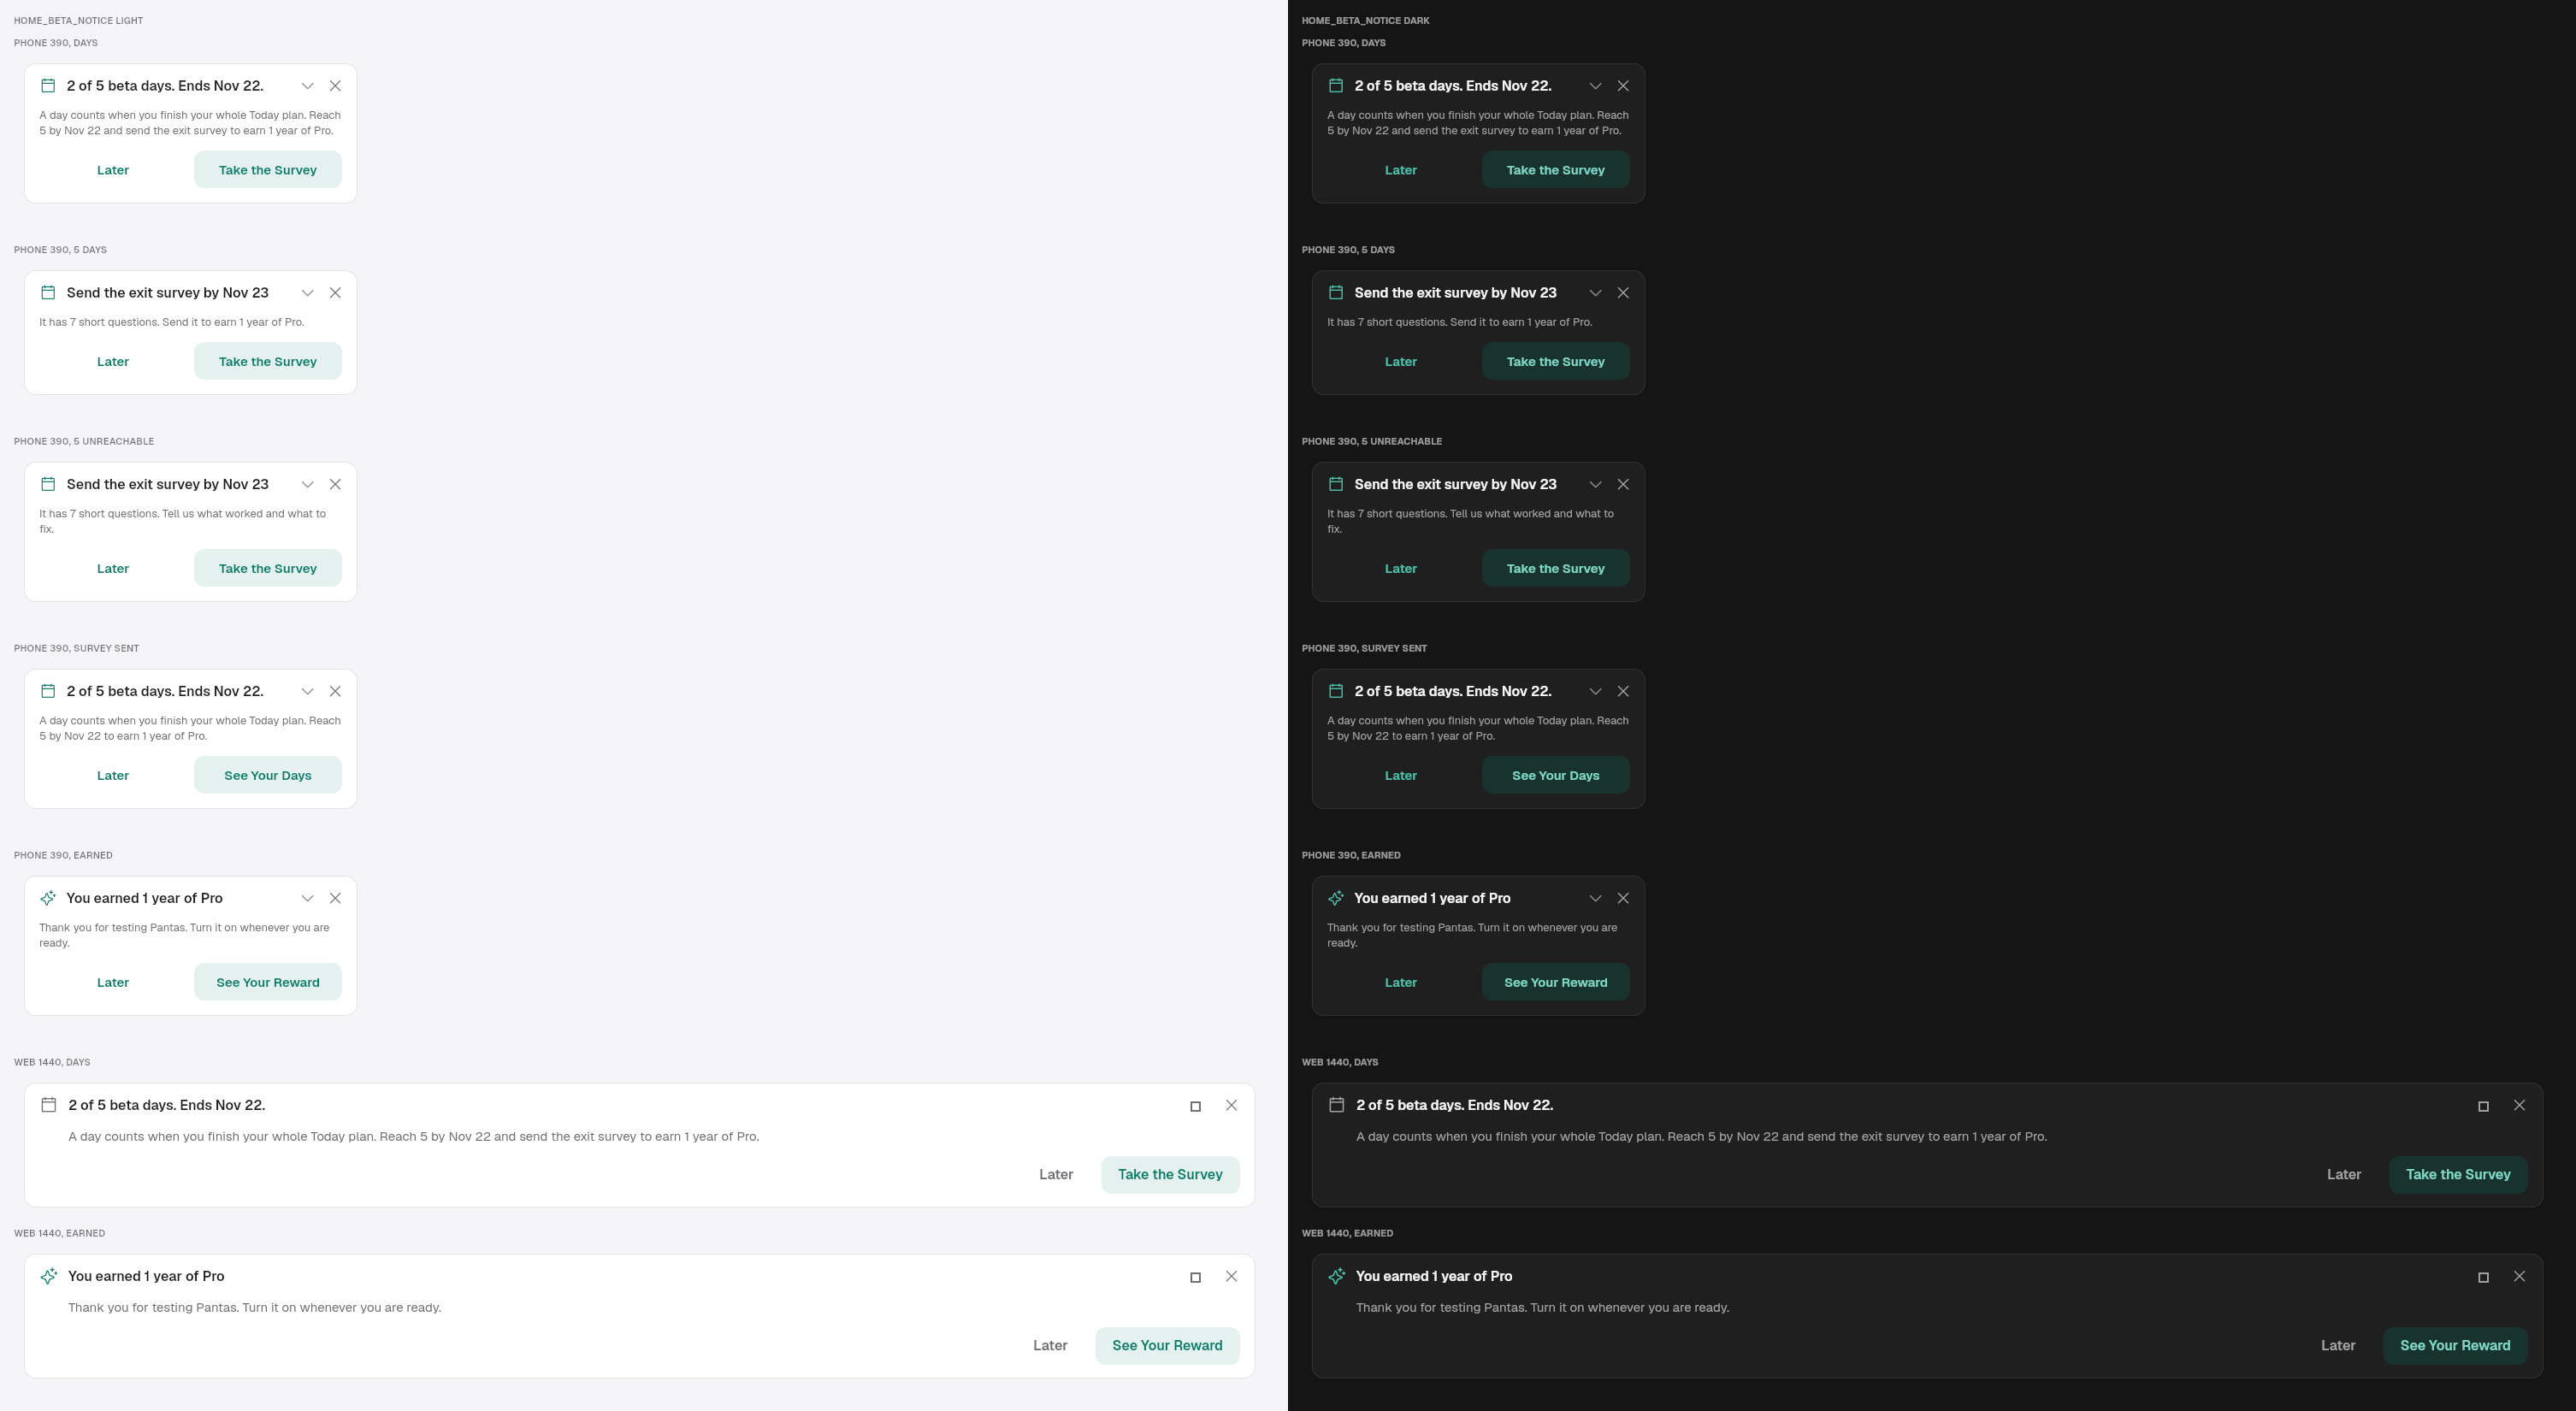 HOME_BETA_NOTICE LIGHT
PHONE 390, DAYS
2 of 5 beta days. Ends Nov 22.
A day counts when you finish your whole Today plan. Reach
5 by Nov 22 and send the exit survey to earn 1 year of Pro.
Later
Take the Survey
PHONE 390, 5 DAYS
Send the exit survey by Nov 23
It has 7 short questions. Send it to earn 1 year of Pro.
Later
Take the Survey
PHONE 390, 5 UNREACHABLE
Send the exit survey by Nov 23
It has 7 short questions. Tell us what worked and what to
fix.
Later
Take the Survey
PHONE 390, SURVEY SENT
2 of 5 beta days. Ends Nov 22.
A day counts when you finish your whole Today plan. Reach
5 by Nov 22 to earn 1 year of Pro.
Later
See Your Days
PHONE 390, EARNED
You earned 1 year of Pro
Thank you for testing Pantas. Turn it on whenever you are
ready.
Later
See Your Reward
WEB 1440, DAYS
2 of 5 beta days. Ends Nov 22.
A day counts when you finish your whole Today plan. Reach 5 by Nov 22 and send the exit survey to earn 1 year of Pro.
Later
Take the Survey
WEB 1440, EARNED
You earned 1 year of Pro
Thank you for testing Pantas. Turn it on whenever you are ready.
Later
See Your Reward
HOME_BETA_NOTICE DARK
PHONE 390, DAYS
2 of 5 beta days. Ends Nov 22.
A day counts when you finish your whole Today plan. Reach
5 by Nov 22 and send the exit survey to earn 1 year of Pro.
Later
Take the Survey
PHONE 390, 5 DAYS
Send the exit survey by Nov 23
It has 7 short questions. Send it to earn 1 year of Pro.
Later
Take the Survey
PHONE 390, 5 UNREACHABLE
Send the exit survey by Nov 23
It has 7 short questions. Tell us what worked and what to
fix.
Later
Take the Survey
PHONE 390, SURVEY SENT
2 of 5 beta days. Ends Nov 22.
A day counts when you finish your whole Today plan. Reach
5 by Nov 22 to earn 1 year of Pro.
Later
See Your Days
PHONE 390, EARNED
You earned 1 year of Pro
Thank you for testing Pantas. Turn it on whenever you are
ready.
Later
See Your Reward
WEB 1440, DAYS
2 of 5 beta days. Ends Nov 22.
A day counts when you finish your whole Today plan. Reach 5 by Nov 22 and send the exit survey to earn 1 year of Pro.
Later
Take the Survey
WEB 1440, EARNED
You earned 1 year of Pro
Thank you for testing Pantas. Turn it on whenever you are ready.
Later
See Your Reward